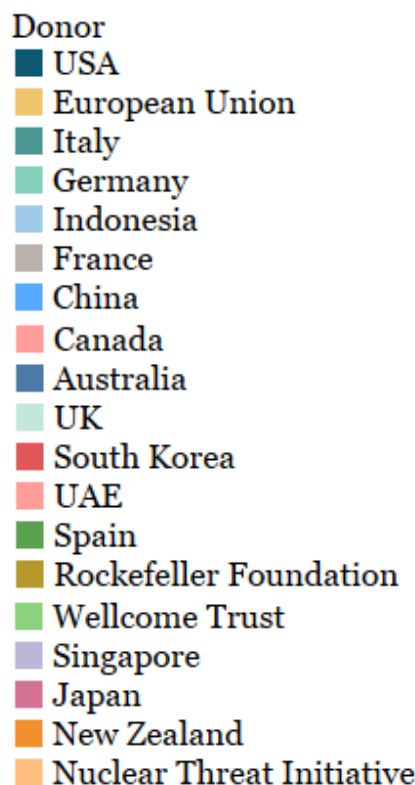 Donor
USA
European Union
Italy
Germany
Indonesia
France
China
Canada
Australia
UK
South Korea
UAE
Spain
Rockefeller Foundation
Wellcome Trust
Singapore
Japan
New Zealand
Nuclear Threat Initiative